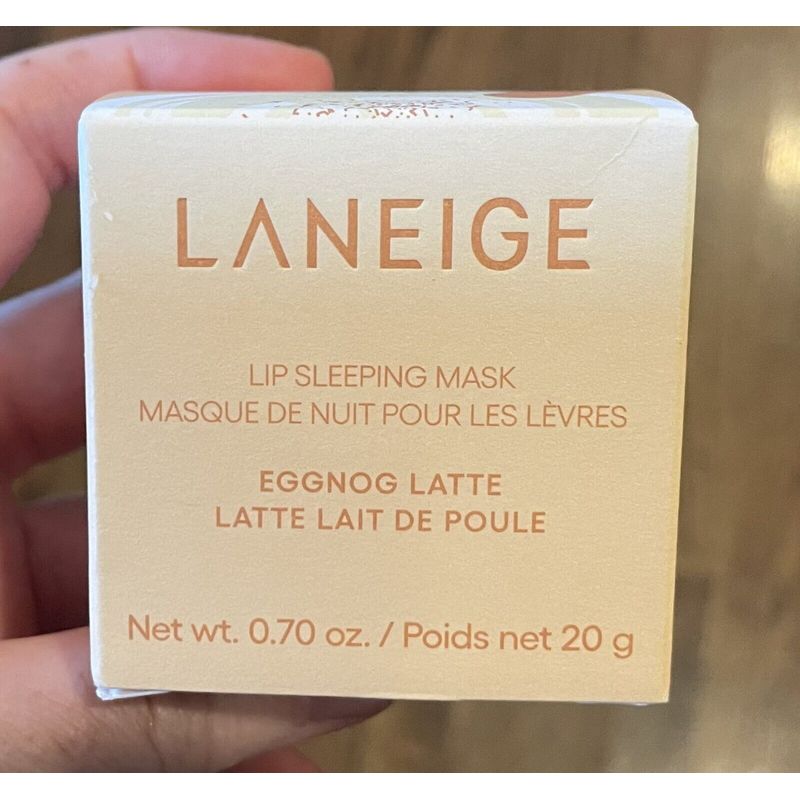 LANEIGE
LIP SLEEPING MASK
MASQUE DE NUIT POUR LES LÈVRES
EGGNOG LATTE
LATTE LAIT DE POULE
Net wt. 0.70 oz. / Poids net 20 g